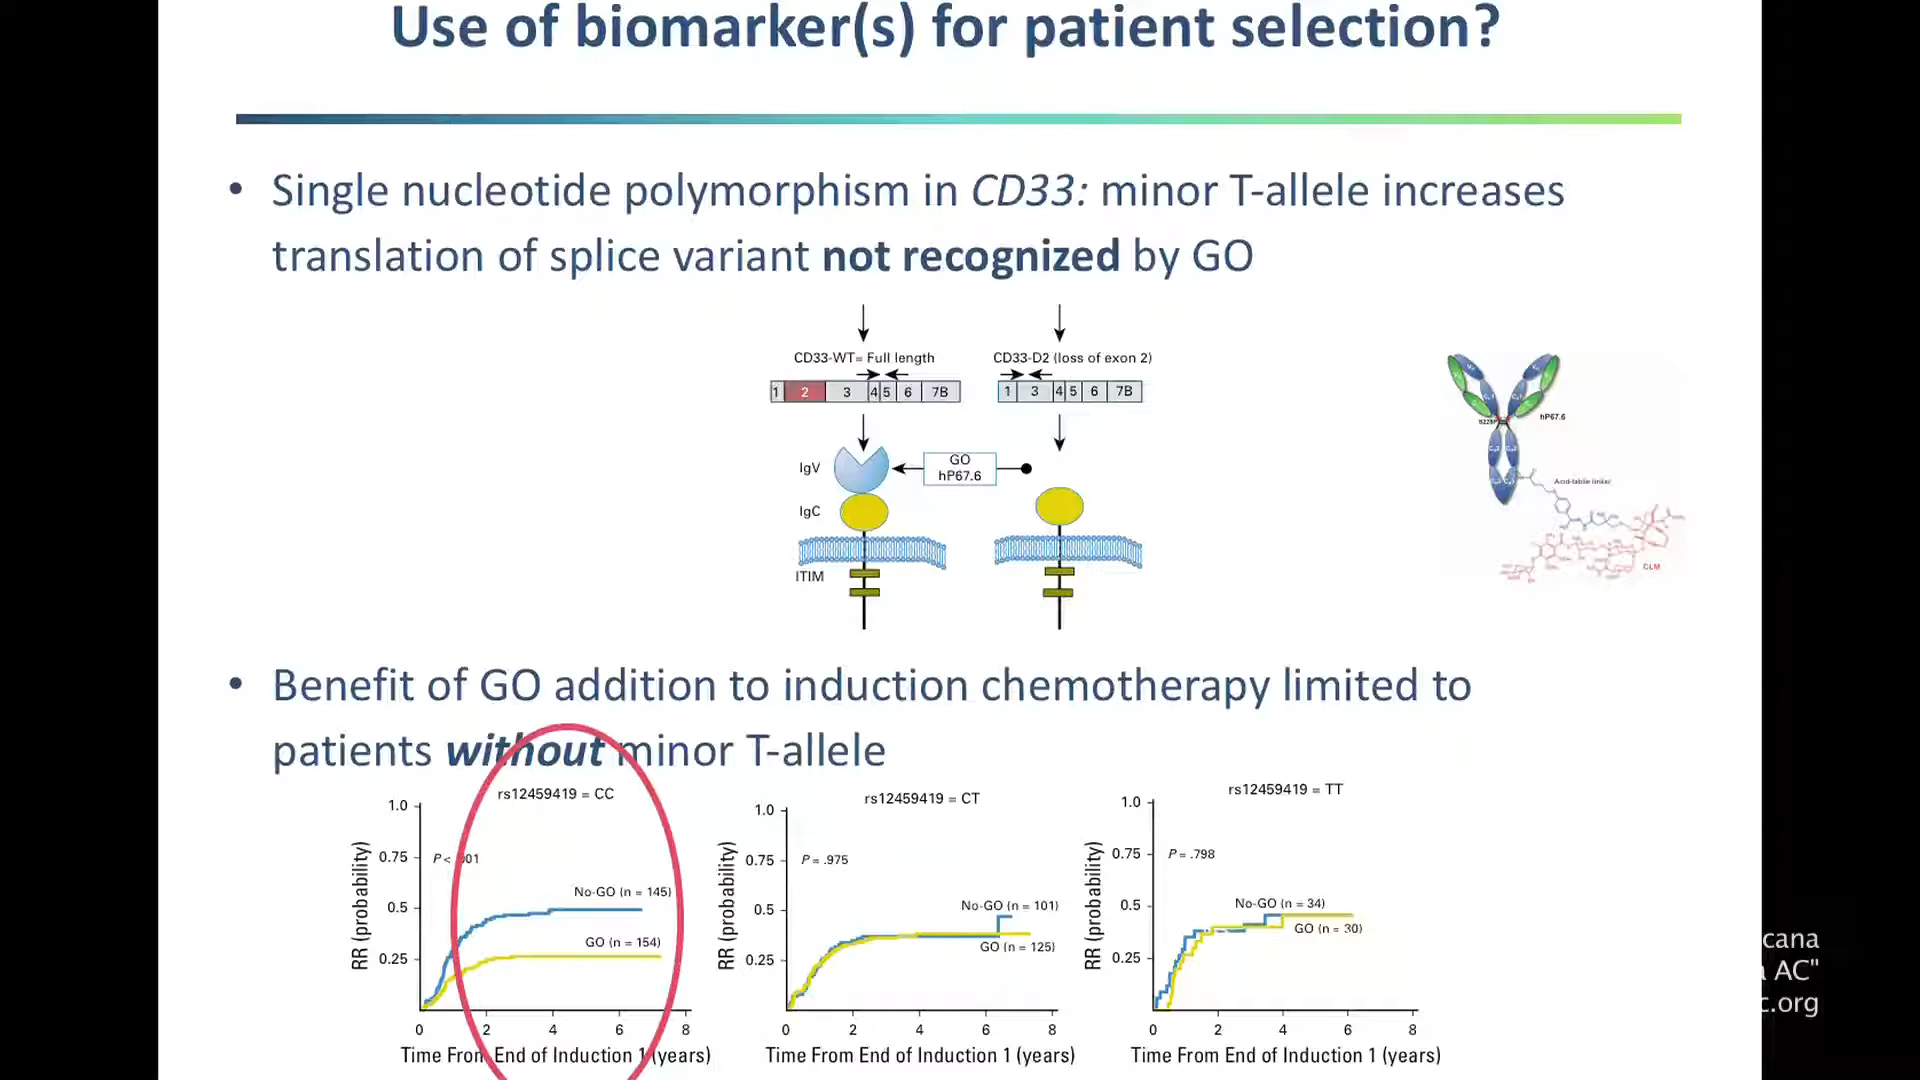 Use of biomarker(s) for patient selection?
• Single nucleotide polymorphism in CD33: minor T-allele increases
translation of splice variant not recognized by GO
CD33-WT= Full length
1 2 3 4 5 6 7B
CD33-D2 (loss of exon 2)
1 3 4 5 6 7B
IgV
GO
hP67.6
IgC
ITIM
hP67.6
Acid-labile linker
CLM
• Benefit of GO addition to induction chemotherapy limited to
patients without minor T-allele
rs12459419 = CC
RR (probability)
1.0
0.75
0.5
0.25
P < .001
No-GO (n = 145)
GO (n = 154)
0 2 4 6 8
Time From End of Induction 1 (years)
rs12459419 = CT
RR (probability)
1.0
0.75
0.5
0.25
P = .975
No-GO (n = 101)
GO (n = 125)
0 2 4 6 8
Time From End of Induction 1 (years)
rs12459419 = TT
RR (probability)
1.0
0.75
0.5
0.25
P = .798
No-GO (n = 34)
GO (n = 30)
0 2 4 6 8
Time From End of Induction 1 (years)
cana
AC"
c.org